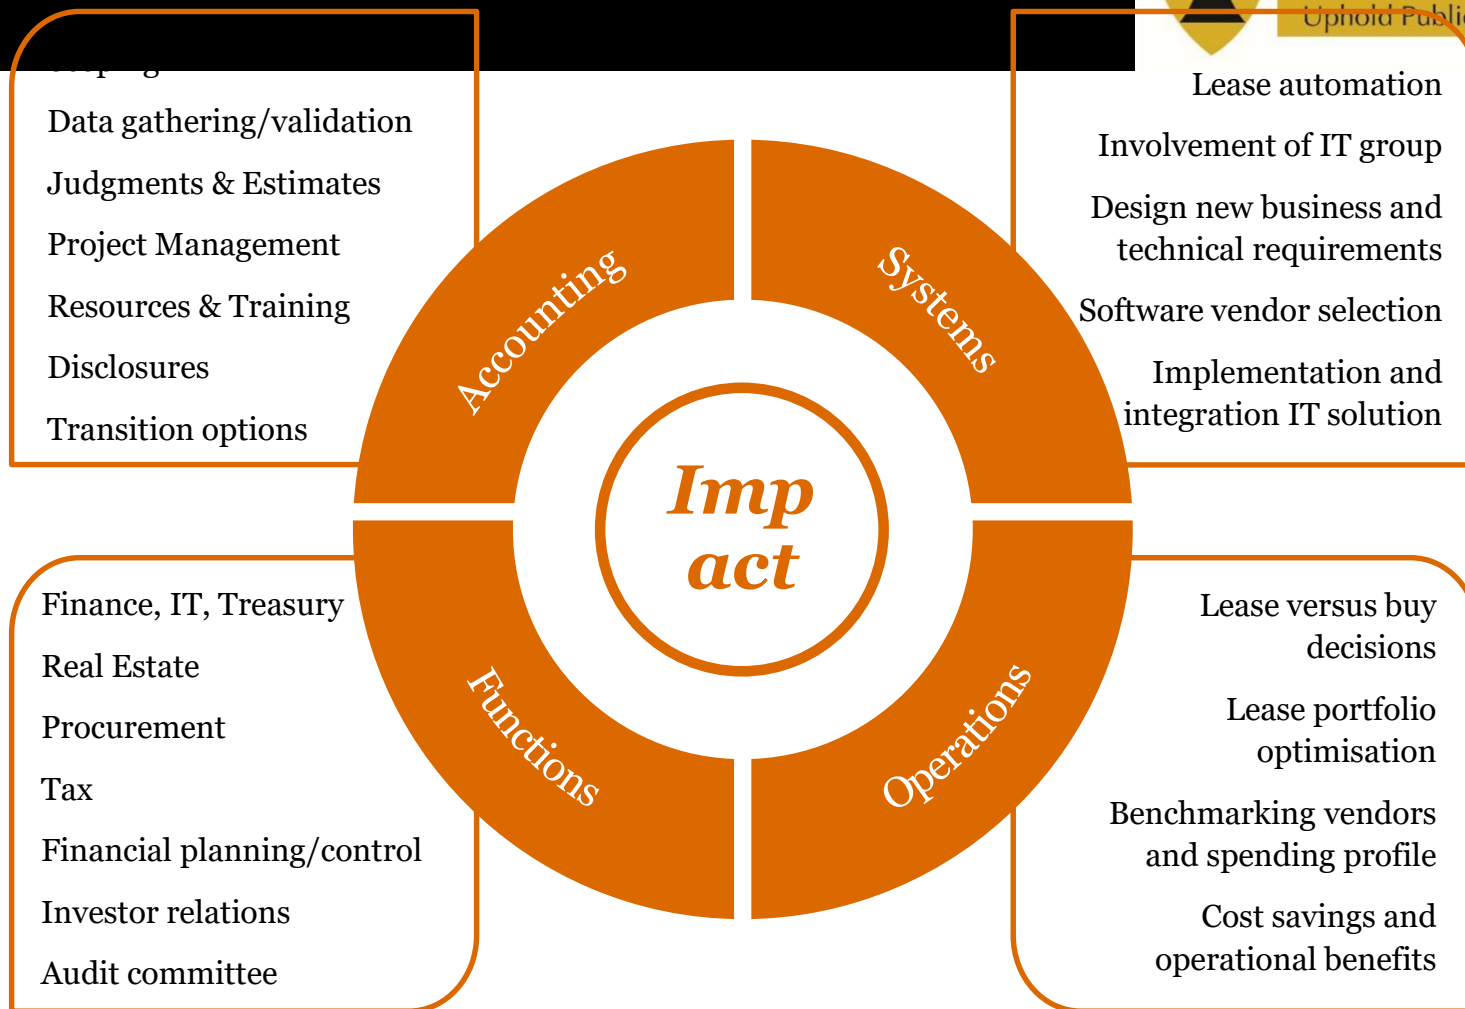 Uphold Public
Data gathering/validation
Judgments & Estimates
Project Management
Resources & Training
Disclosures
Transition options
Lease automation
Involvement of IT group
Design new business and
technical requirements
Software vendor selection
Implementation and
integration IT solution
Accounting
Systems
Imp
act
Functions
Operations
Finance, IT, Treasury
Real Estate
Procurement
Tax
Financial planning/control
Investor relations
Audit committee
Lease versus buy
decisions
Lease portfolio
optimisation
Benchmarking vendors
and spending profile
Cost savings and
operational benefits